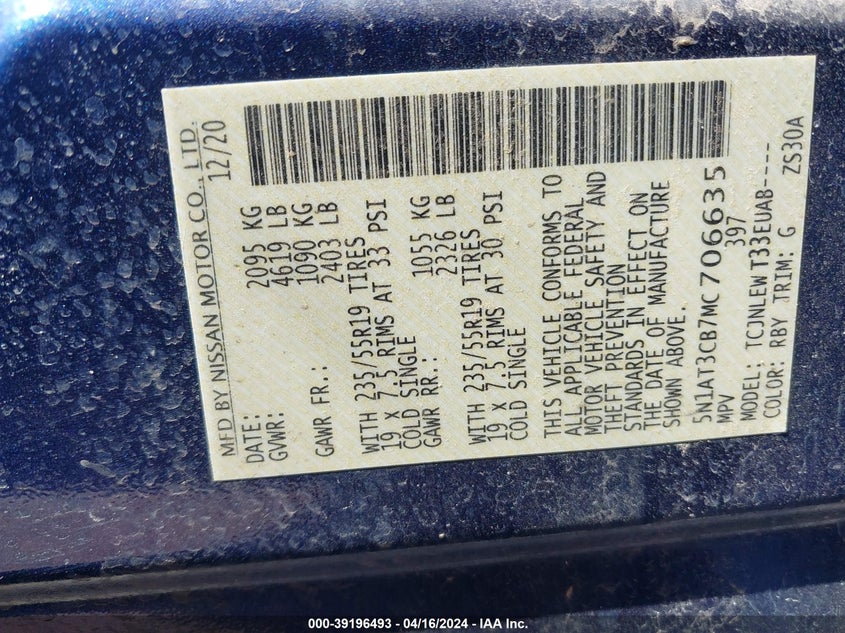 MFD BY NISSAN MOTOR CO., LTD.
DATE: 12/20
GVWR: 2095 KG
4619 LB
GAWR FR.: 1090 KG
2403 LB
WITH 235/55R19 TIRES
19 X 7.5 RIMS AT 33 PSI
COLD SINGLE
GAWR RR.: 1055 KG
2326 LB
WITH 235/55R19 TIRES
19 X 7.5 RIMS AT 30 PSI
COLD SINGLE
THIS VEHICLE CONFORMS TO
ALL APPLICABLE FEDERAL
MOTOR VEHICLE SAFETY AND
THEFT PREVENTION
STANDARDS IN EFFECT ON
THE DATE OF MANUFACTURE
SHOWN ABOVE.
5N1AT3CB7MC706635
MPV 397
MODEL: TCJNLEWT33EUAB----
COLOR: RBY TRIM: G ZS30A
000-39196493 - 04/16/2024 - IAA Inc.